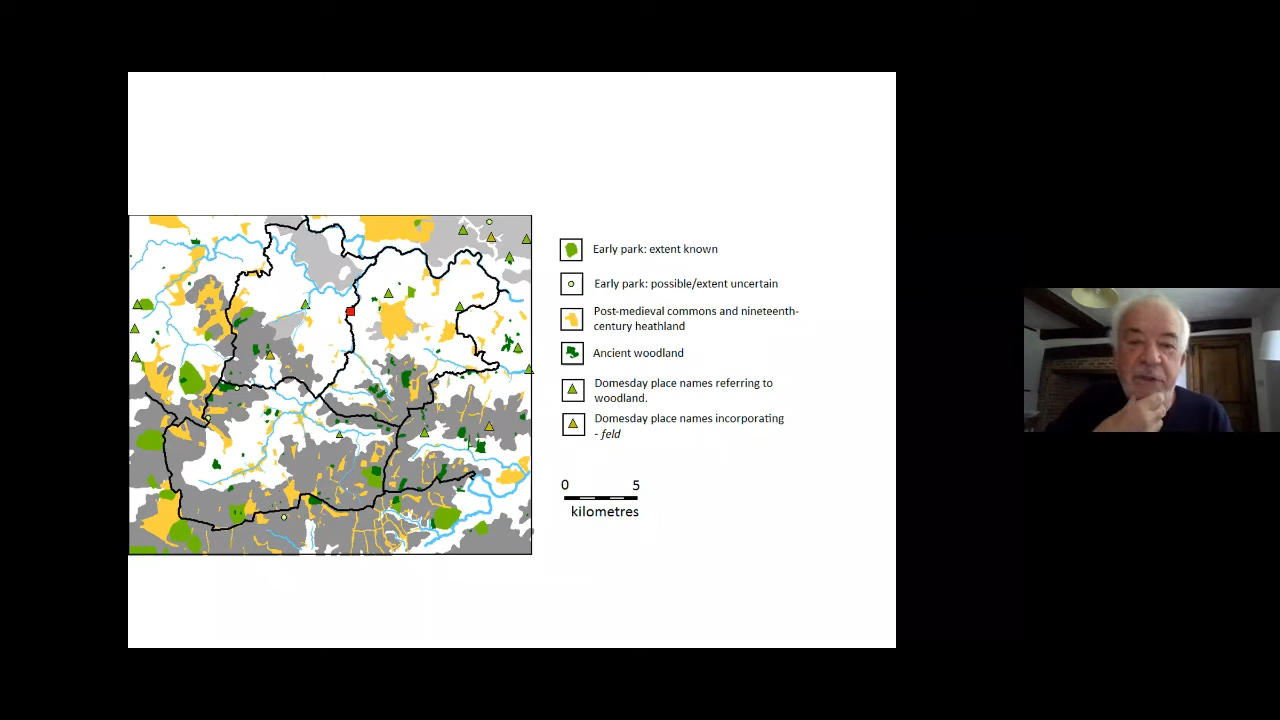 Early park: extent known
Early park: possible/extent uncertain
Post-medieval commons and nineteenth-
century heathland
Ancient woodland
Domesday place names referring to
woodland.
Domesday place names incorporating
- feld
0 5
kilometres